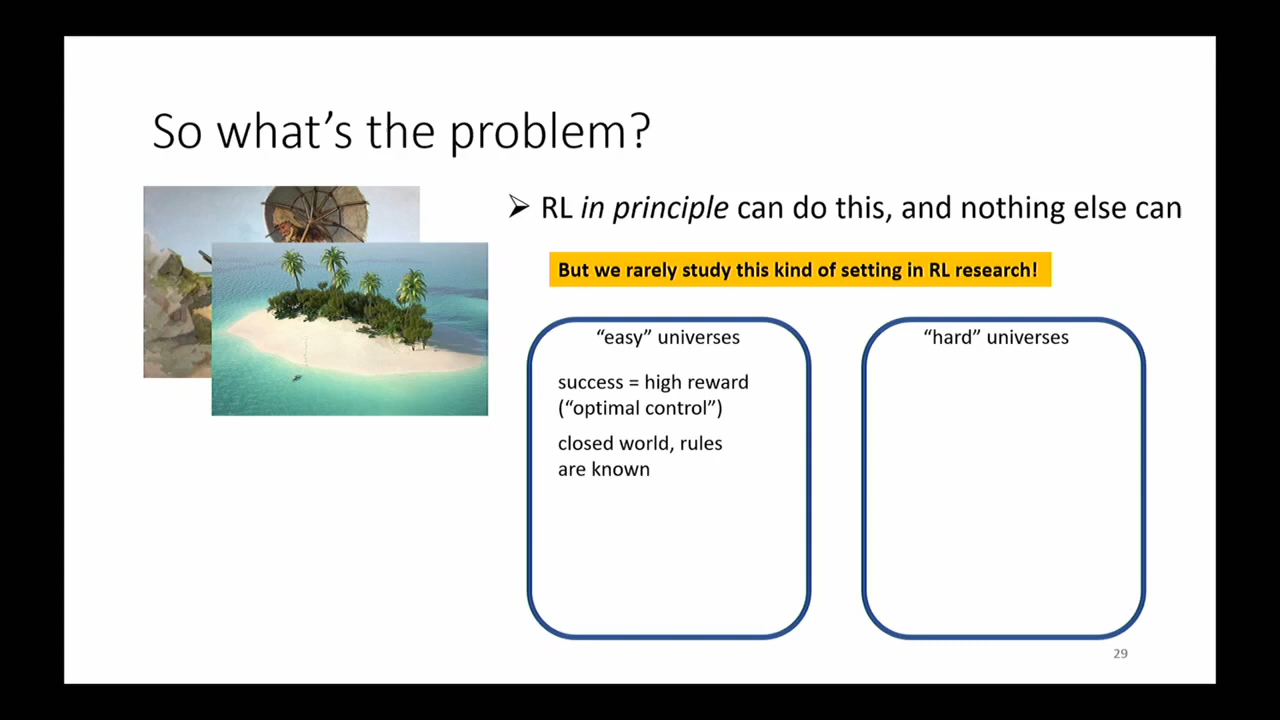 So what’s the problem?
➢ RL in principle can do this, and nothing else can
But we rarely study this kind of setting in RL research!
“easy” universes
success = high reward
(“optimal control”)
closed world, rules
are known
“hard” universes
29